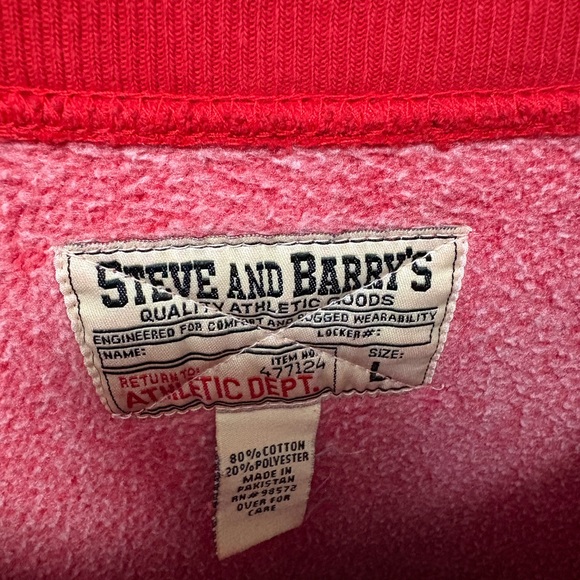 STEVE AND BARRY'S
QUALITY ATHLETIC GOODS
ENGINEERED FOR COMFORT AND RUGGED WEARABILITY
NAME: LOCKER#:
RETURN TO: ITEM NO. SIZE:
ATHLETIC DEPT. 477124 L
80% COTTON
20% POLYESTER
MADE IN
PAKISTAN
RN# 98572
OVER FOR
CARE